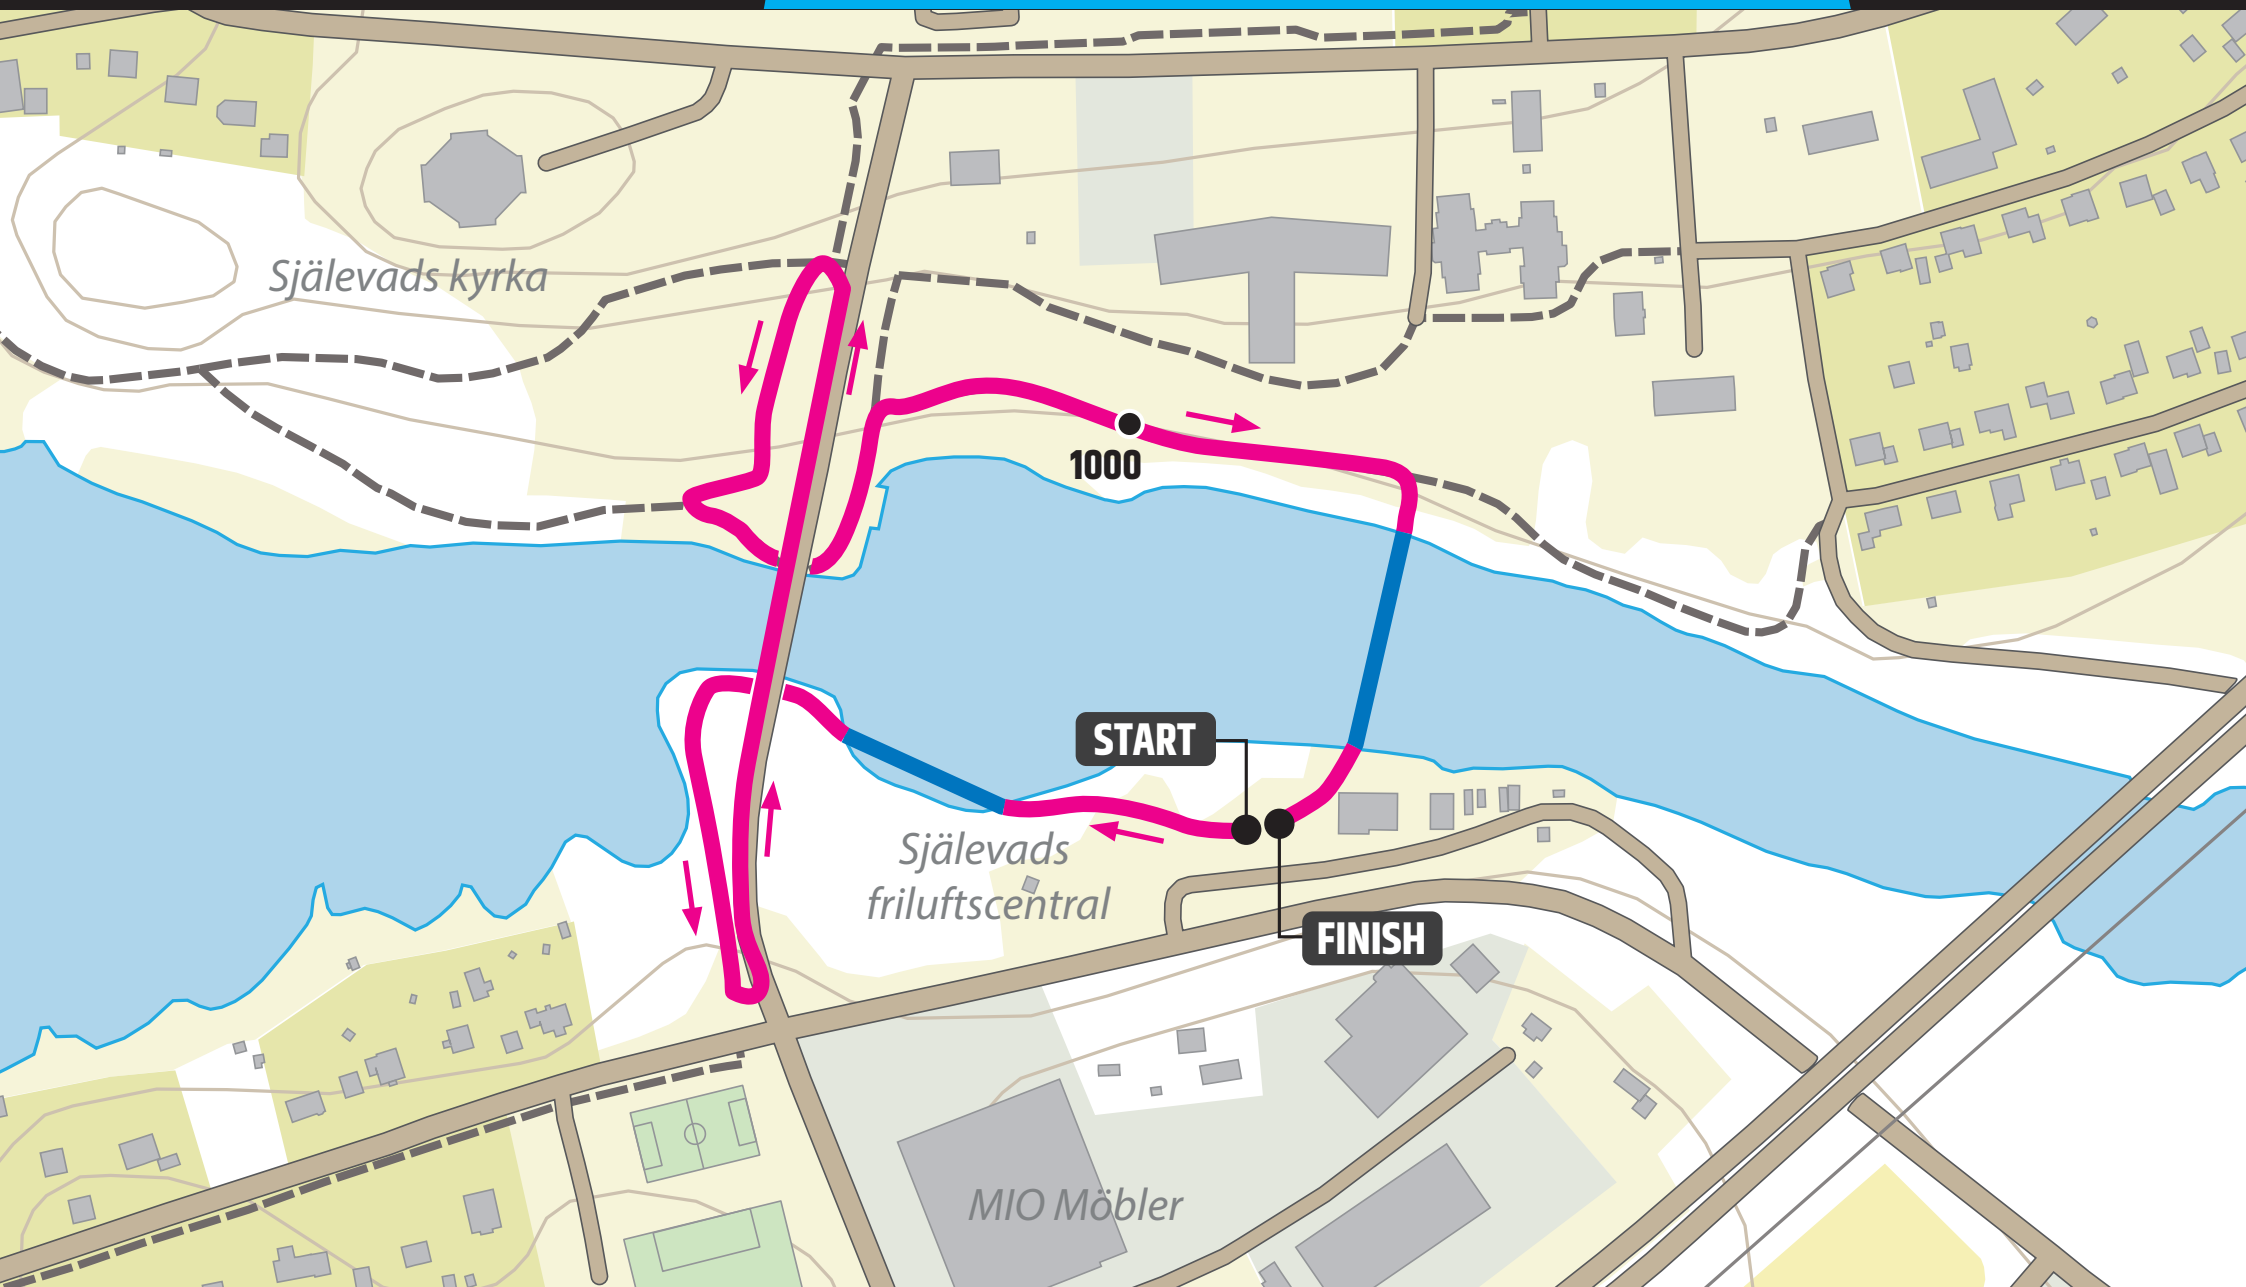 Själevads kyrka
1000
START
Själevads
friluftscentral
FINISH
MIO Möbler